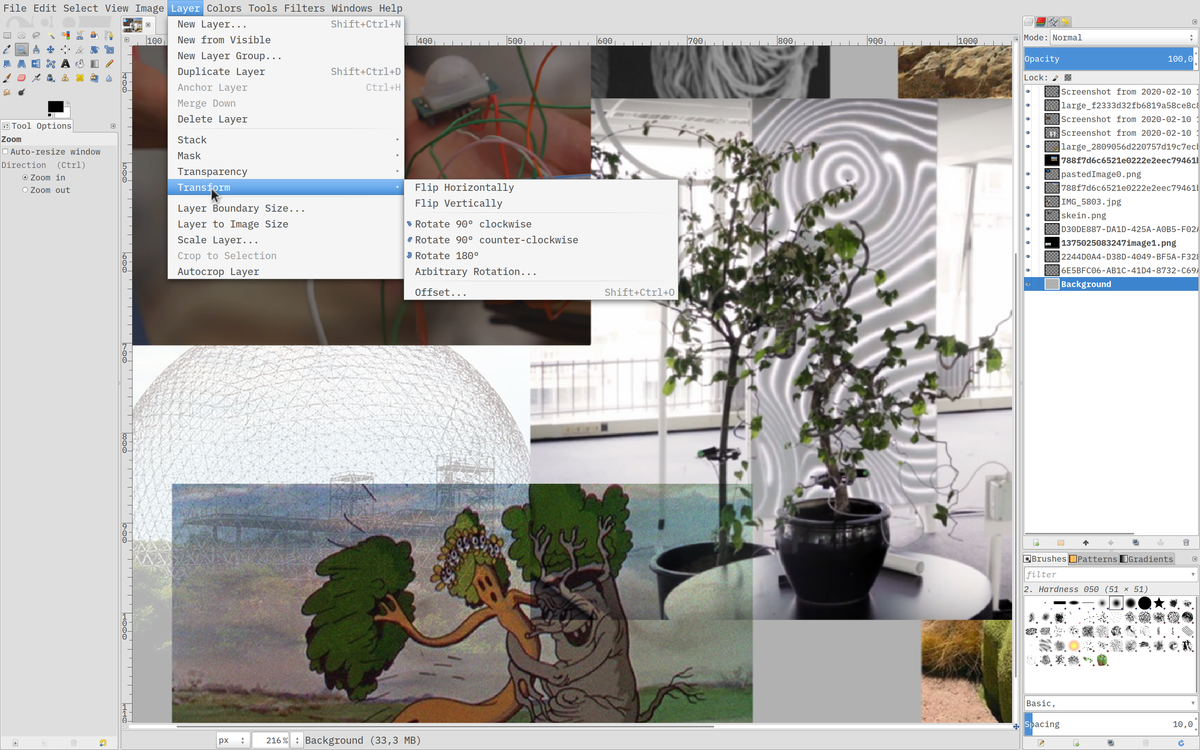 File Edit Select View Image Layer Colors Tools Filters Windows Help
New Layer... Shift+Ctrl+N
New from Visible
New Layer Group...
Duplicate Layer Shift+Ctrl+D
Anchor Layer Ctrl+H
Merge Down
Delete Layer
Stack
Mask
Transparency
Transform
Layer Boundary Size...
Layer to Image Size
Scale Layer...
Crop to Selection
Autocrop Layer
Flip Horizontally
Flip Vertically
Rotate 90° clockwise
Rotate 90° counter-clockwise
Rotate 180°
Arbitrary Rotation...
Offset... Shift+Ctrl+O
100 400 500 600 700 800 900 1000
Tool Options
Zoom
Auto-resize window
Direction (Ctrl)
Zoom in
Zoom out
Mode: Normal
Opacity 100,0
Lock:
Screenshot from 2020-02-10
large_f2333d32fb6819a58ce8c
Screenshot from 2020-02-10
Screenshot from 2020-02-10
large_2809056d220757d19c7ec
788f7d6c6521e0222e2eec79461
pastedImage0.png
788f7d6c6521e0222e2eec79461
IMG_5803.jpg
skein.png
D30DE887-DA1D-425A-A0B5-F02
1375025083247image1.png
2244D0A4-D38D-4049-BF5A-F32
6E5BFC06-AB1C-41D4-8732-C69
Background
Brushes Patterns Gradients
filter
2. Hardness 050 (51 × 51)
Basic,
Spacing 10,0
px 216% Background (33,3 MB)